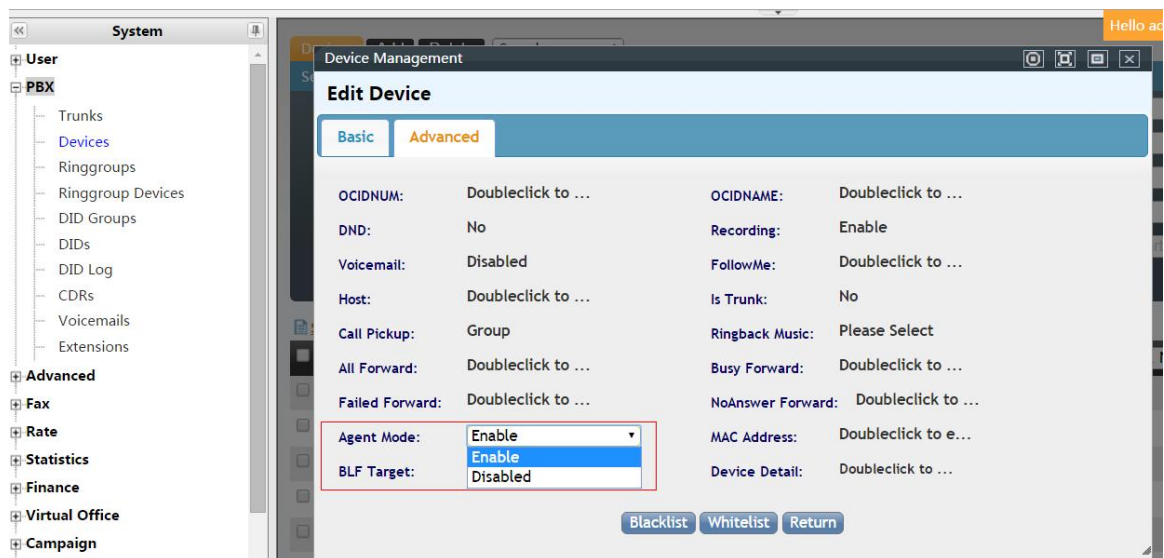 System
User
PBX
Trunks
Devices
Ringgroups
Ringgroup Devices
DID Groups
DIDs
DID Log
CDRs
Voicemails
Extensions
Advanced
Fax
Rate
Statistics
Finance
Virtual Office
Campaign
Hello ad
Device Management
Edit Device
Basic Advanced
OCIDNUM: Doubleclick to ... OCIDNAME: Doubleclick to ...
DND: No Recording: Enable
Voicemail: Disabled FollowMe: Doubleclick to ...
Host: Doubleclick to ... Is Trunk: No
Call Pickup: Group Ringback Music: Please Select
All Forward: Doubleclick to ... Busy Forward: Doubleclick to ...
Failed Forward: Doubleclick to ... NoAnswer Forward: Doubleclick to ...
Agent Mode: Enable MAC Address: Doubleclick to e...
Enable
BLF Target: Disabled Device Detail: Doubleclick to ...
Blacklist Whitelist Return